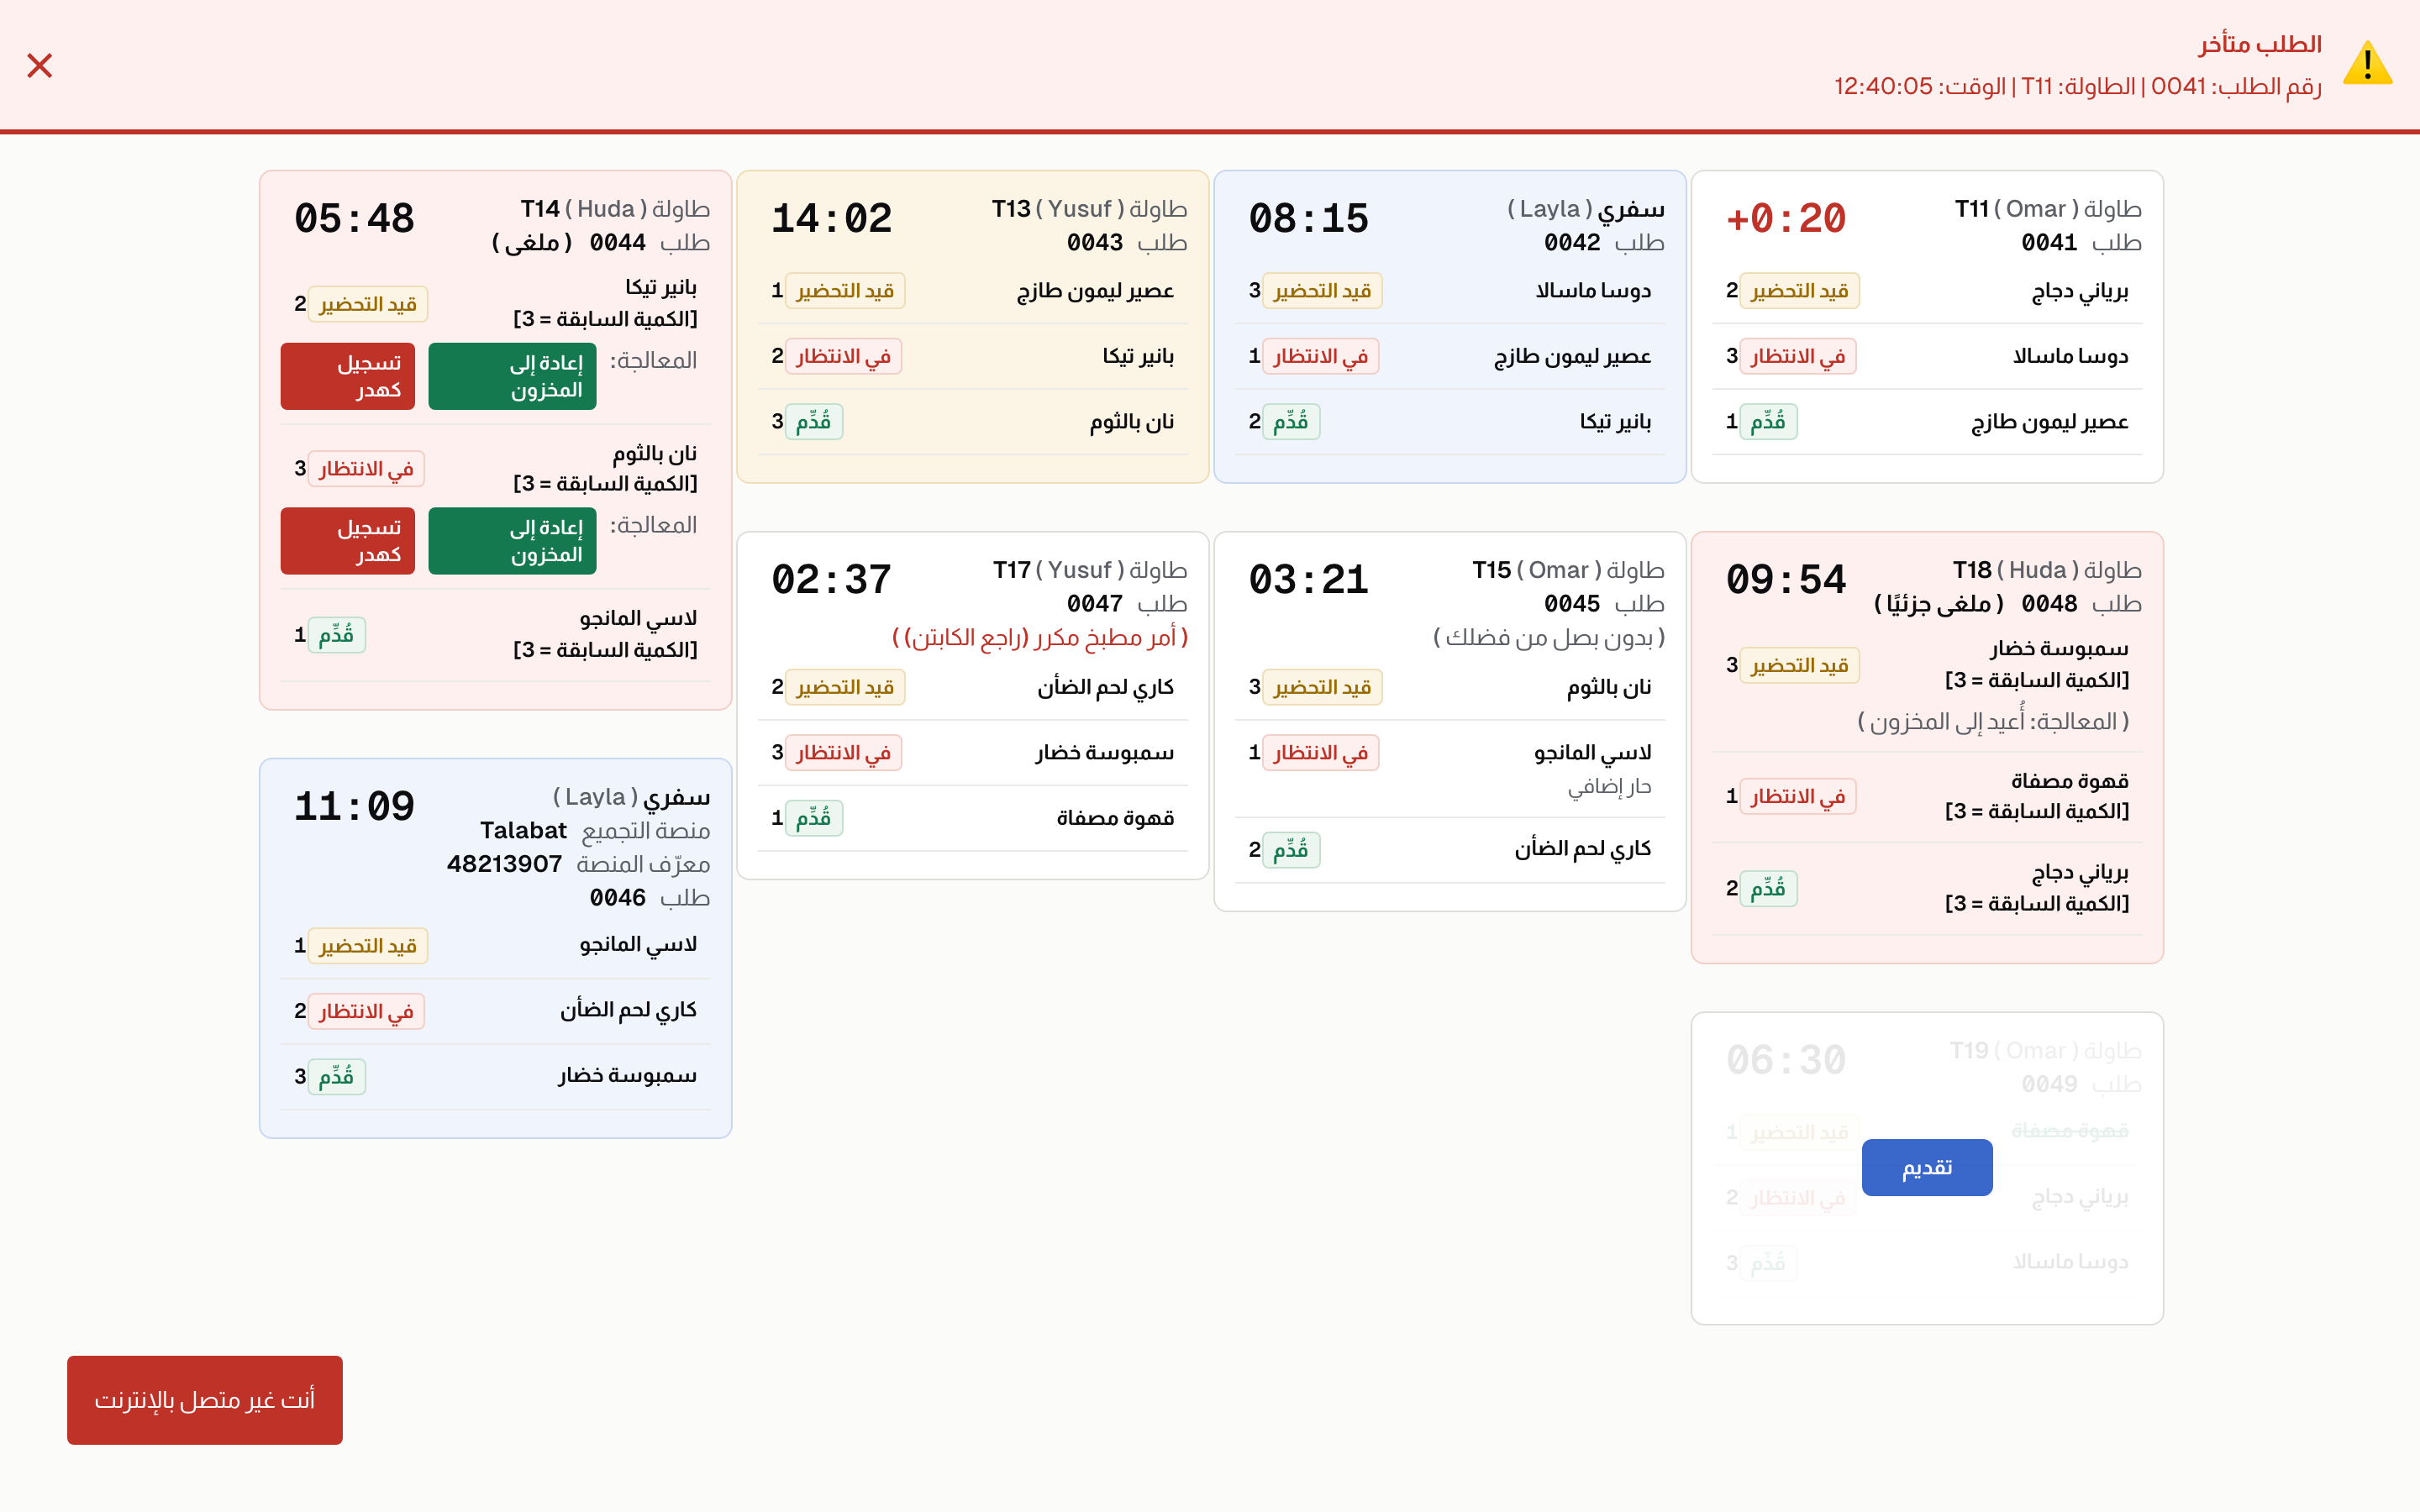 الطلب متأخر
رقم الطلب: 0041 | الطاولة: T11 | الوقت: 12:40:05
طاولة ( Omar ) T11
+0:20
طلب 0041
برياني دجاج قيد التحضير 2
دوسا ماسالا في الانتظار 3
عصير ليمون طازج قُدِّم 1
سفري ( Layla )
08:15
طلب 0042
دوسا ماسالا قيد التحضير 3
عصير ليمون طازج في الانتظار 1
بانير تيكا قُدِّم 2
طاولة ( Yusuf ) T13
14:02
طلب 0043
عصير ليمون طازج قيد التحضير 1
بانير تيكا في الانتظار 2
نان بالثوم قُدِّم 3
طاولة ( Huda ) T14
05:48
طلب 0044 ( ملغى )
بانير تيكا
[الكمية السابقة = 3]
قيد التحضير 2
المعالجة:
إعادة إلى
المخزون
تسجيل
كهدر
نان بالثوم
[الكمية السابقة = 3]
في الانتظار 3
المعالجة:
إعادة إلى
المخزون
تسجيل
كهدر
لاسي المانجو
[الكمية السابقة = 3]
قُدِّم 1
طاولة ( Huda ) T18
09:54
طلب 0048 ( ملغى جزئيًا )
سمبوسة خضار
[الكمية السابقة = 3]
قيد التحضير 3
( المعالجة: أُعيد إلى المخزون )
قهوة مصفاة
[الكمية السابقة = 3]
في الانتظار 1
برياني دجاج
[الكمية السابقة = 3]
قُدِّم 2
طاولة ( Omar ) T15
03:21
طلب 0045
( بدون بصل من فضلك )
نان بالثوم قيد التحضير 3
لاسي المانجو في الانتظار 1
حار إضافي
كاري لحم الضأن قُدِّم 2
طاولة ( Yusuf ) T17
02:37
طلب 0047
( أمر مطبخ مكرر (راجع الكابتن) )
كاري لحم الضأن قيد التحضير 2
سمبوسة خضار في الانتظار 3
قهوة مصفاة قُدِّم 1
سفري ( Layla )
11:09
منصة التجميع Talabat
معرّف المنصة 48213907
طلب 0046
لاسي المانجو قيد التحضير 1
كاري لحم الضأن في الانتظار 2
سمبوسة خضار قُدِّم 3
طاولة ( Omar ) T19
06:30
طلب 0049
قهوة مصفاة قيد التحضير 1
تقديم
برياني دجاج في الانتظار 2
دوسا ماسالا قُدِّم 3
أنت غير متصل بالإنترنت